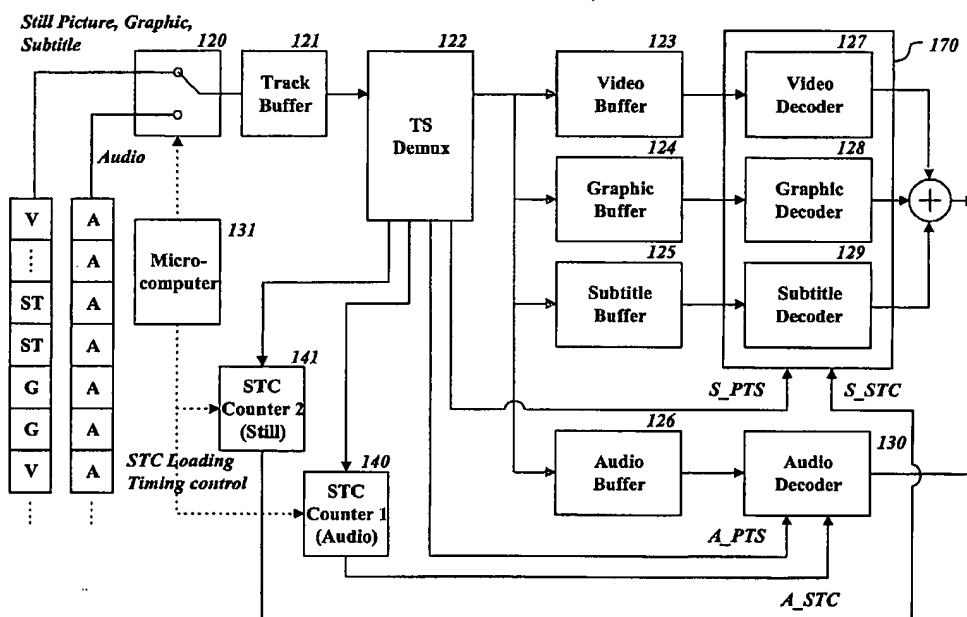 Still Picture, Graphic,
Subtitle
120
121
122
123
127
170
Track
Buffer
TS
Demux
Video
Buffer
Video
Decoder
Audio
124
128
Graphic
Buffer
Graphic
Decoder
131
Micro-
computer
125
129
Subtitle
Buffer
Subtitle
Decoder
V
⋮
ST
ST
G
G
V
⋮
A
A
A
A
A
A
A
⋮
141
STC
Counter 2
(Still)
S_PTS
S_STC
STC Loading
Timing control
140
STC
Counter 1
(Audio)
126
130
Audio
Buffer
Audio
Decoder
A_PTS
A_STC